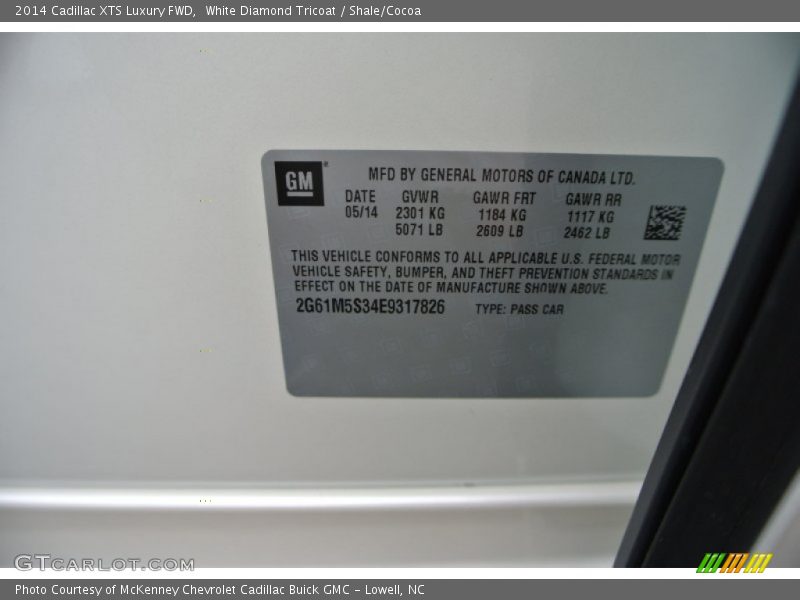 2014 Cadillac XTS Luxury FWD,  White Diamond Tricoat / Shale/Cocoa
GM® MFD BY GENERAL MOTORS OF CANADA LTD.
DATE GVWR GAWR FRT GAWR RR
05/14 2301 KG 1184 KG 1117 KG
5071 LB 2609 LB 2462 LB
THIS VEHICLE CONFORMS TO ALL APPLICABLE U.S. FEDERAL MOTOR
VEHICLE SAFETY, BUMPER, AND THEFT PREVENTION STANDARDS IN
EFFECT ON THE DATE OF MANUFACTURE SHOWN ABOVE.
2G61M5S34E9317826 TYPE: PASS CAR
GTCARLOT.COM
Photo Courtesy of McKenney Chevrolet Cadillac Buick GMC - Lowell, NC